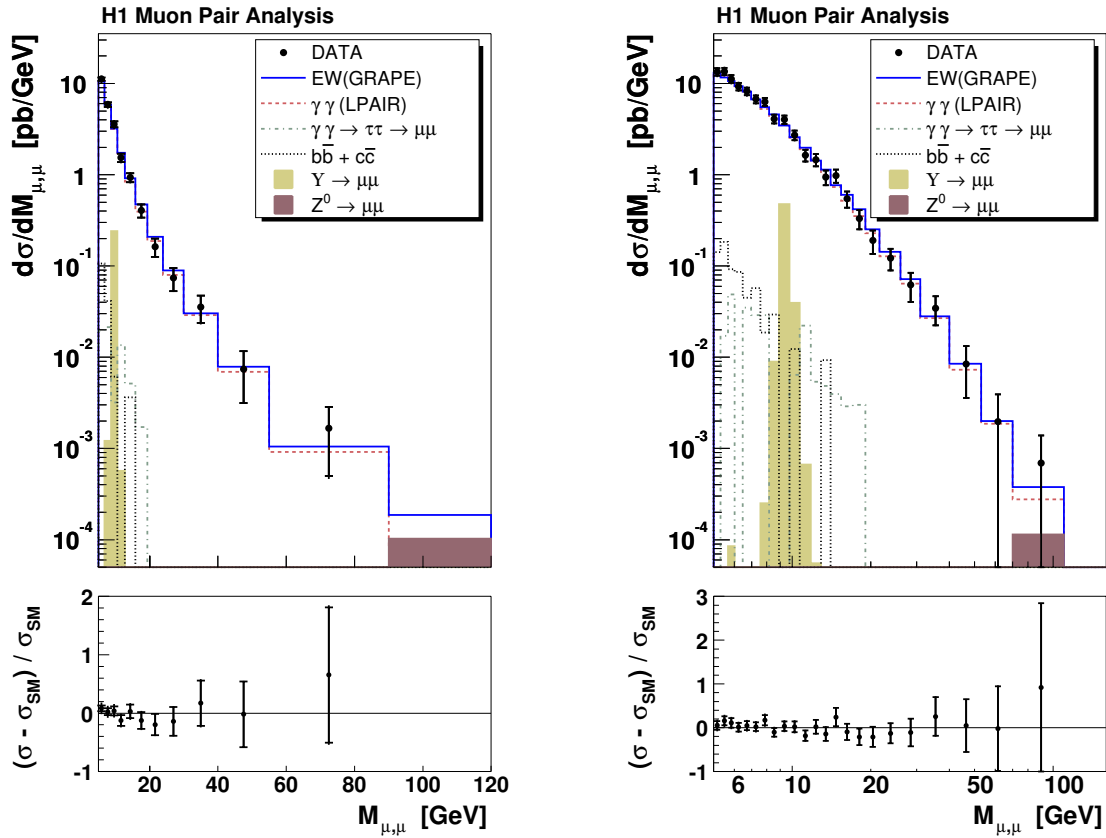 H1 Muon Pair Analysis
dσ/dM_μ,μ [pb/GeV]
10
1
10⁻¹
10⁻²
10⁻³
10⁻⁴
DATA
EW(GRAPE)
γ γ (LPAIR)
γ γ → ττ → μμ
bb̅ + cc̅
Υ → μμ
Z⁰ → μμ
(σ - σ_SM) / σ_SM
2
1
0
-1
20
40
60
80
100
120
M_μ,μ [GeV]
H1 Muon Pair Analysis
dσ/dM_μ,μ [pb/GeV]
10
1
10⁻¹
10⁻²
10⁻³
10⁻⁴
DATA
EW(GRAPE)
γ γ (LPAIR)
γ γ → ττ → μμ
bb̅ + cc̅
Υ → μμ
Z⁰ → μμ
(σ - σ_SM) / σ_SM
3
2
1
0
-1
6
7
8
10
20
30
50
100
M_μ,μ [GeV]